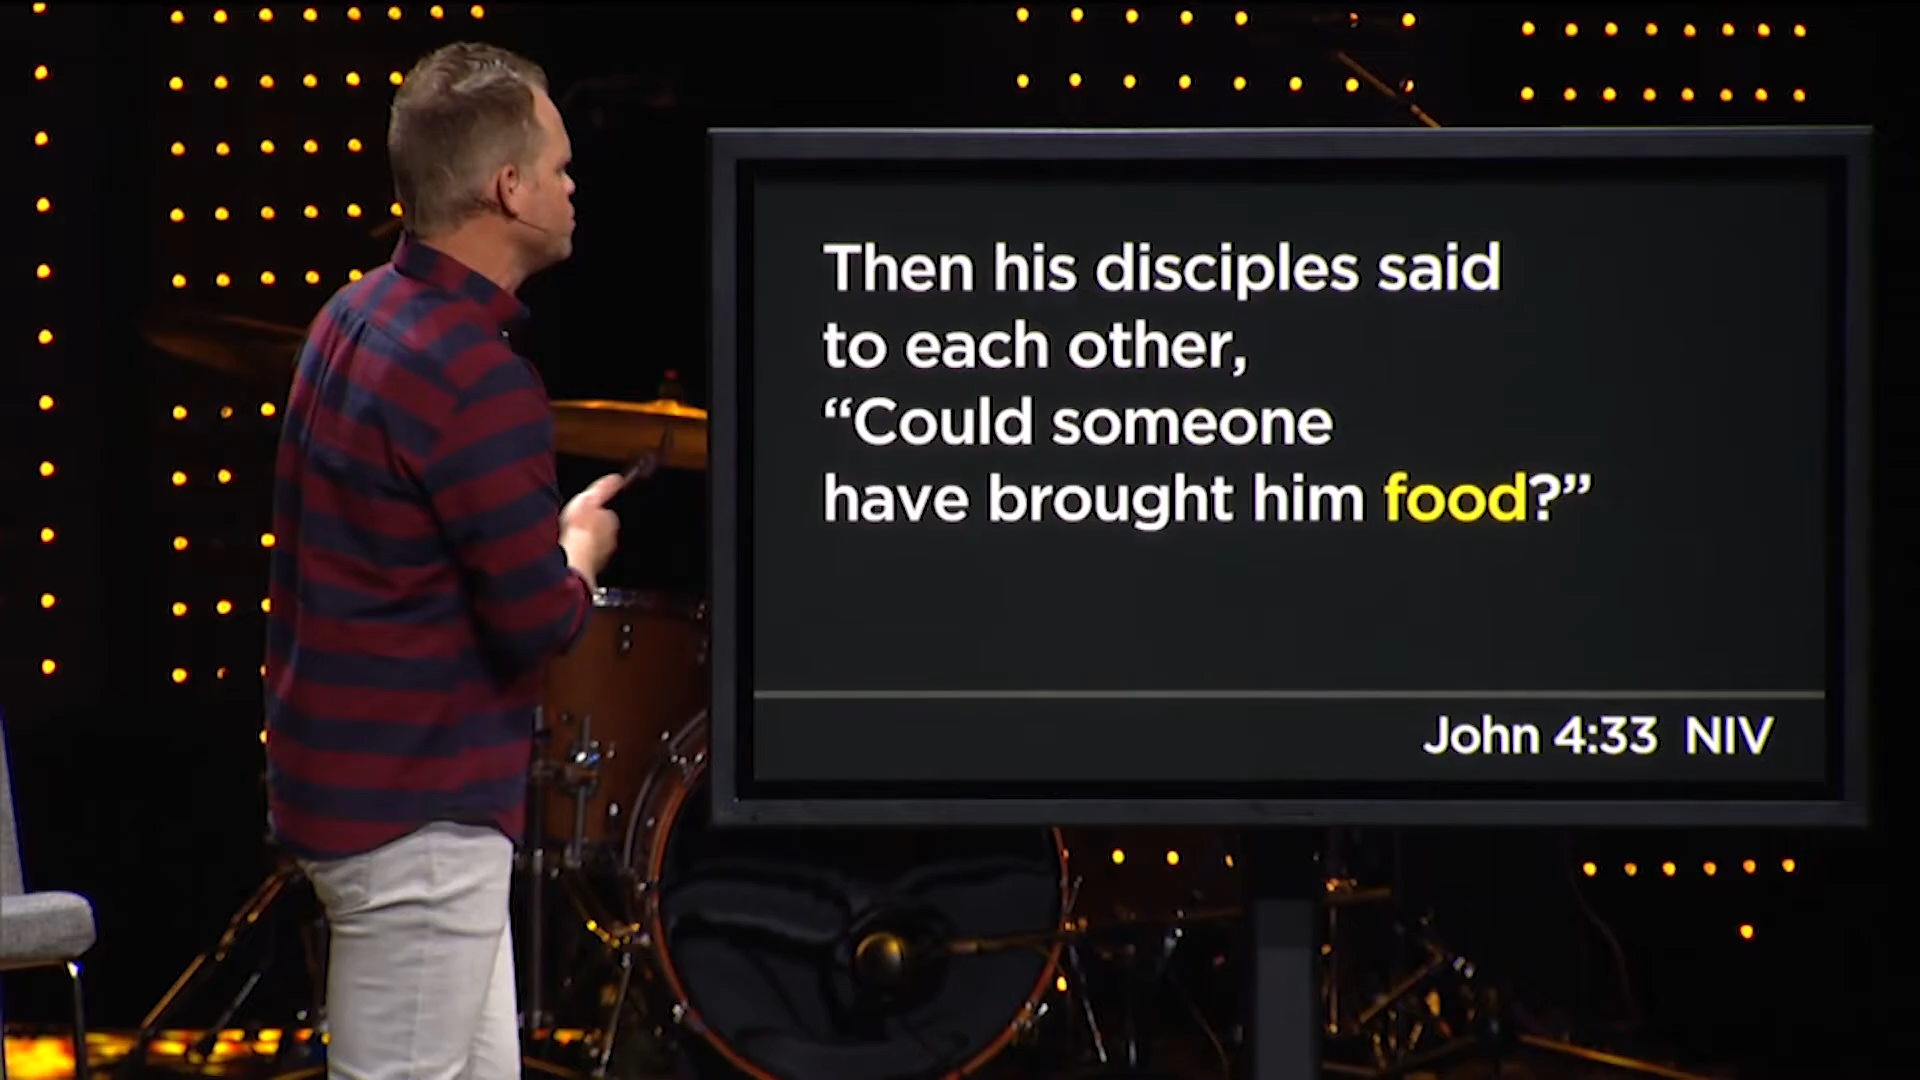 Then his disciples said
to each other,
“Could someone
have brought him food?”
John 4:33 NIV